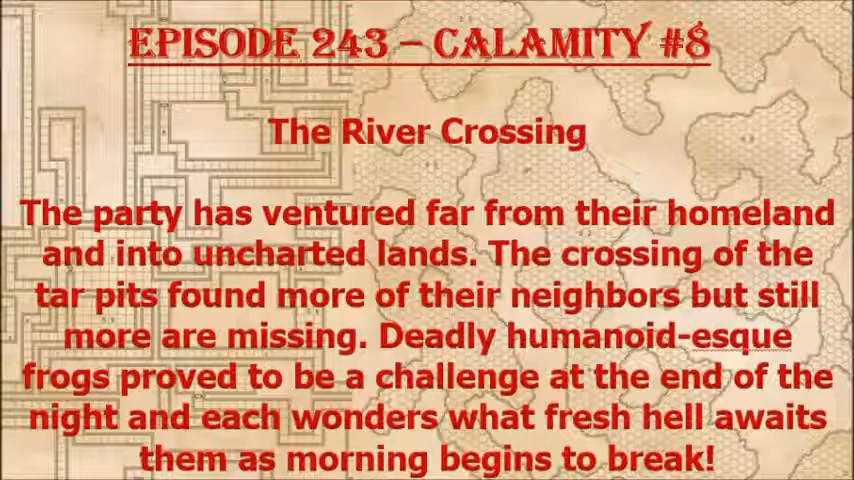 EPISODE 243 – CALAMITY #8
The River Crossing
The party has ventured far from their homeland
and into uncharted lands. The crossing of the
tar pits found more of their neighbors but still
more are missing. Deadly humanoid-esque
frogs proved to be a challenge at the end of the
night and each wonders what fresh hell awaits
them as morning begins to break!